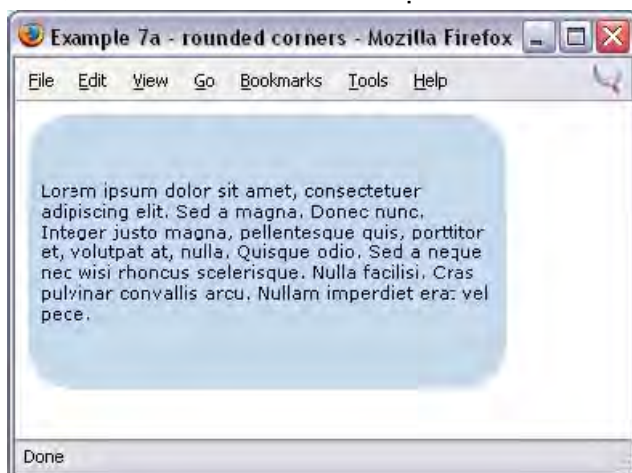 Example 7a - rounded corners - Mozilla Firefox
File Edit View Go Bookmarks Tools Help
Lorem ipsum dolor sit amet, consectetuer
adipiscing elit. Sed a magna. Donec nunc.
Integer justo magna, pellentesque quis, porttitor
et, volutpat at, nulla. Quisque odio. Sed a neque
nec wisi rhoncus scelerisque. Nulla facilisi. Cras
pulvinar convallis arcu. Nullam imperdiet erat vel
pece.
Done